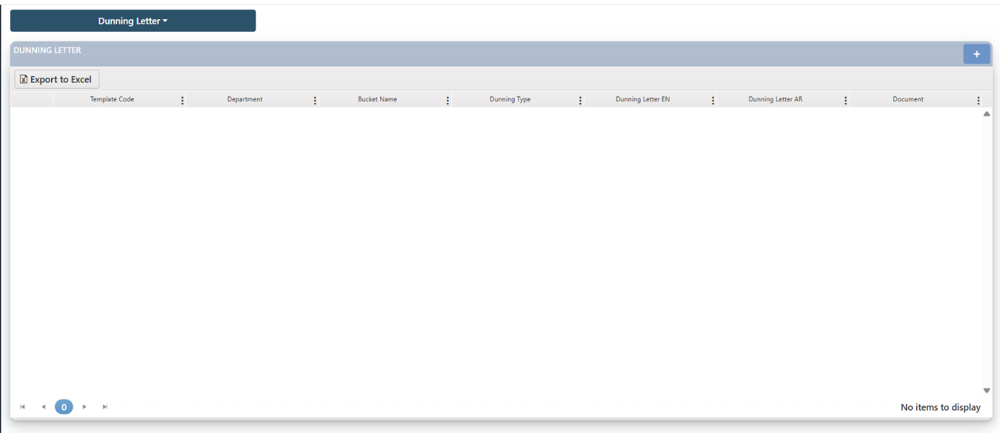 Dunning Letter
DUNNING LETTER
+
Export to Excel
Template Code Department Bucket Name Dunning Type Dunning Letter EN Dunning Letter AR Document
0
No items to display